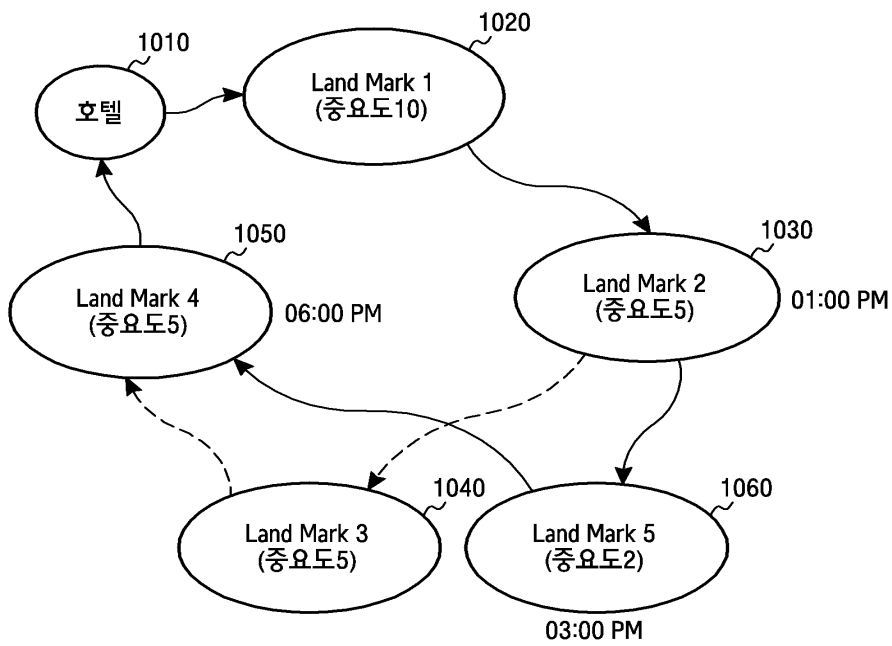 1010
호텔
1020
Land Mark 1
(중요도10)
1030
Land Mark 2
(중요도5)
01:00 PM
1050
Land Mark 4
(중요도5)
06:00 PM
1040
Land Mark 3
(중요도5)
1060
Land Mark 5
(중요도2)
03:00 PM